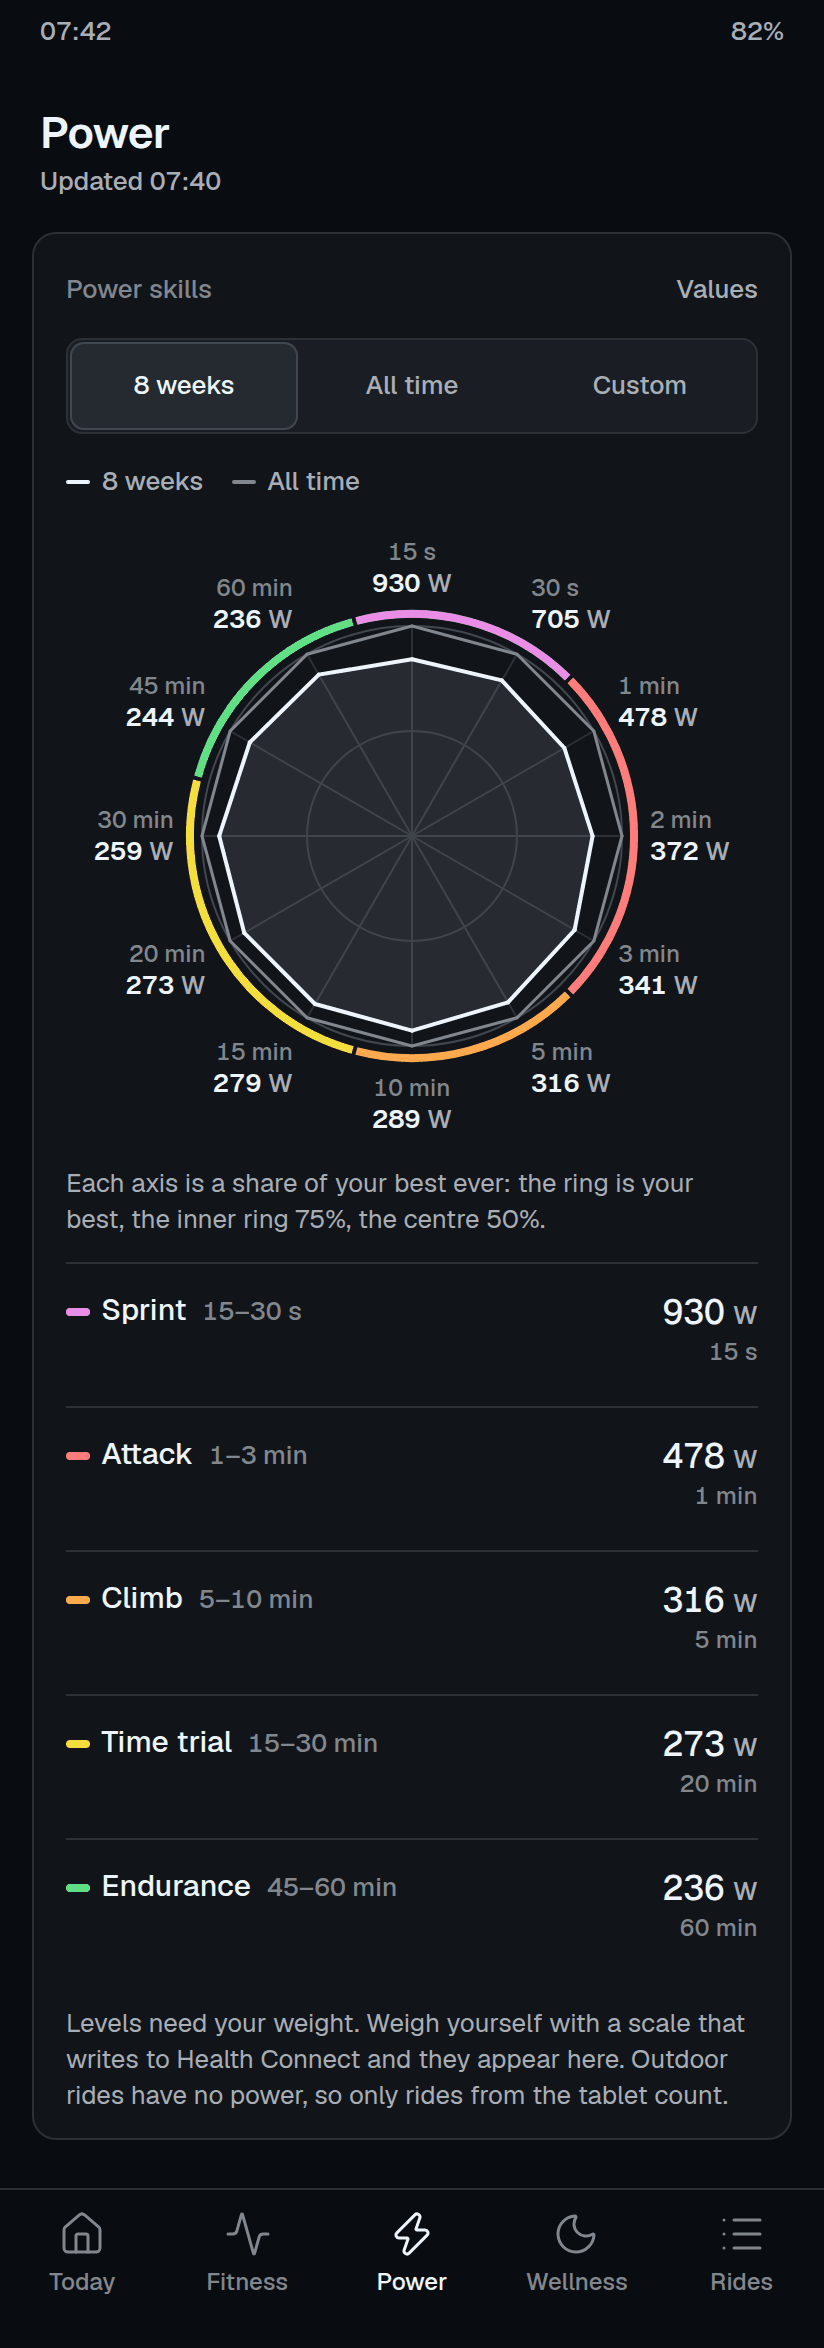 07:42 82%
Power
Updated 07:40
Power skills Values
8 weeks All time Custom
8 weeks All time
15 s
930 W
60 min
236 W
30 s
705 W
45 min
244 W
1 min
478 W
30 min
259 W
2 min
372 W
20 min
273 W
3 min
341 W
15 min
279 W
5 min
316 W
10 min
289 W
Each axis is a share of your best ever: the ring is your
best, the inner ring 75%, the centre 50%.
Sprint 15–30 s 930 W
15 s
Attack 1–3 min 478 W
1 min
Climb 5–10 min 316 W
5 min
Time trial 15–30 min 273 W
20 min
Endurance 45–60 min 236 W
60 min
Levels need your weight. Weigh yourself with a scale that
writes to Health Connect and they appear here. Outdoor
rides have no power, so only rides from the tablet count.
Today Fitness Power Wellness Rides